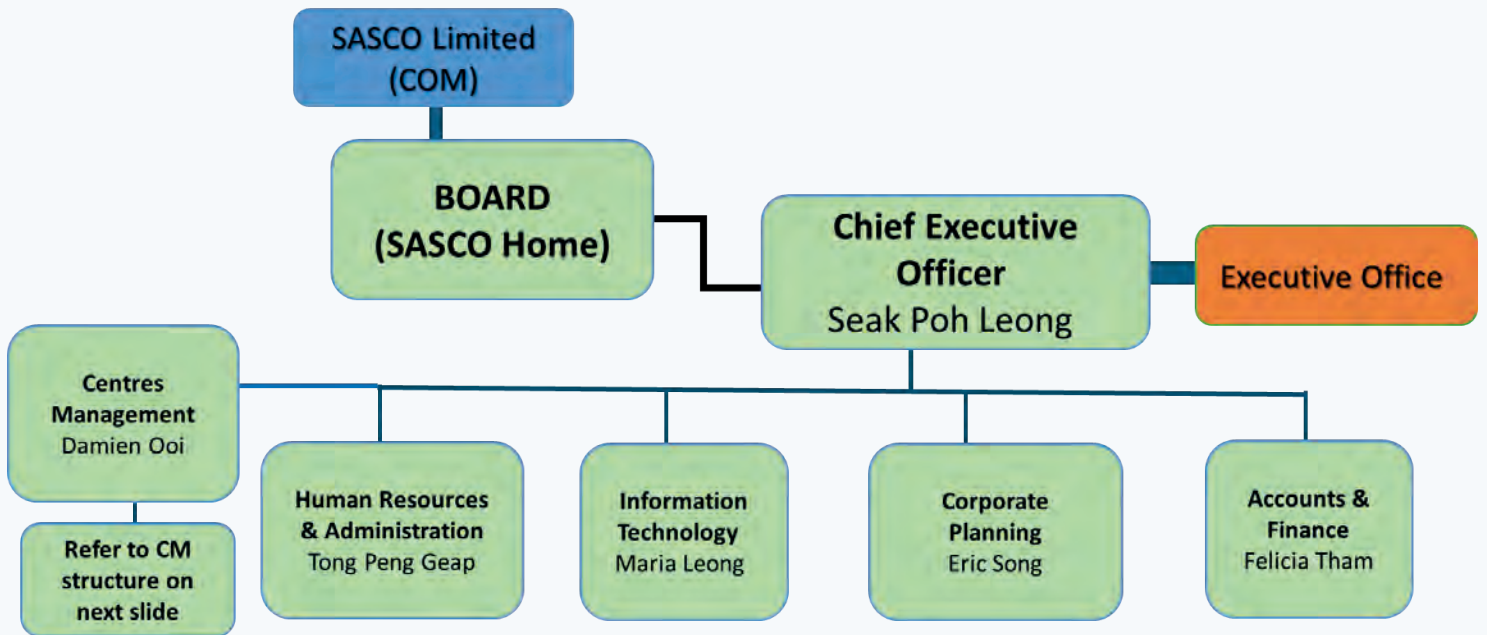 SASCO Limited
(COM)
BOARD
(SASCO Home)
Chief Executive
Officer
Seak Poh Leong
Executive Office
Centres
Management
Damien Ooi
Refer to CM
structure on
next slide
Human Resources
& Administration
Tong Peng Geap
Information
Technology
Maria Leong
Corporate
Planning
Eric Song
Accounts &
Finance
Felicia Tham